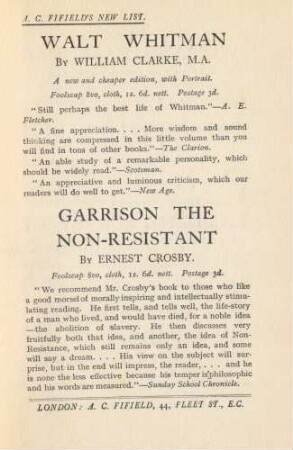 A. C. FIFIELD'S NEW LIST.
WALT WHITMAN
BY WILLIAM CLARKE, M.A.
A new and cheaper edition, with Portrait.
Foolscap 8vo, cloth, 1s. 6d. nett. Postage 3d.
"Still perhaps the best life of Whitman."—A. E.
Fletcher.
"A fine appreciation. . . . More wisdom and sound
thinking are compressed in this little volume than you
will find in tons of other books."—The Clarion.
"An able study of a remarkable personality, which
should be widely read."—Scotsman.
"An appreciative and luminous criticism, which our
readers will do well to get."—New Age.
GARRISON THE
NON-RESISTANT
BY ERNEST CROSBY.
Foolscap 8vo, cloth, 1s. 6d. nett. Postage 3d.
"We recommend Mr. Crosby's book to those who like
a good morsel of morally inspiring and intellectually stimu-
lating reading. He first tells, and tells well, the life-story
of a man who lived, and would have died, for a noble idea
—the abolition of slavery. He then discusses very
fruitfully both that idea, and another, the idea of Non-
Resistance, which still remains only an idea, and some
will say a dream. . . . His view on the subject will sur-
prise, but in the end will impress, the reader, . . . and he
is none the less effective because his temper is philosophic
and his words are measured."—Sunday School Chronicle.
LONDON: A. C. FIFIELD, 44, FLEET ST., E.C.